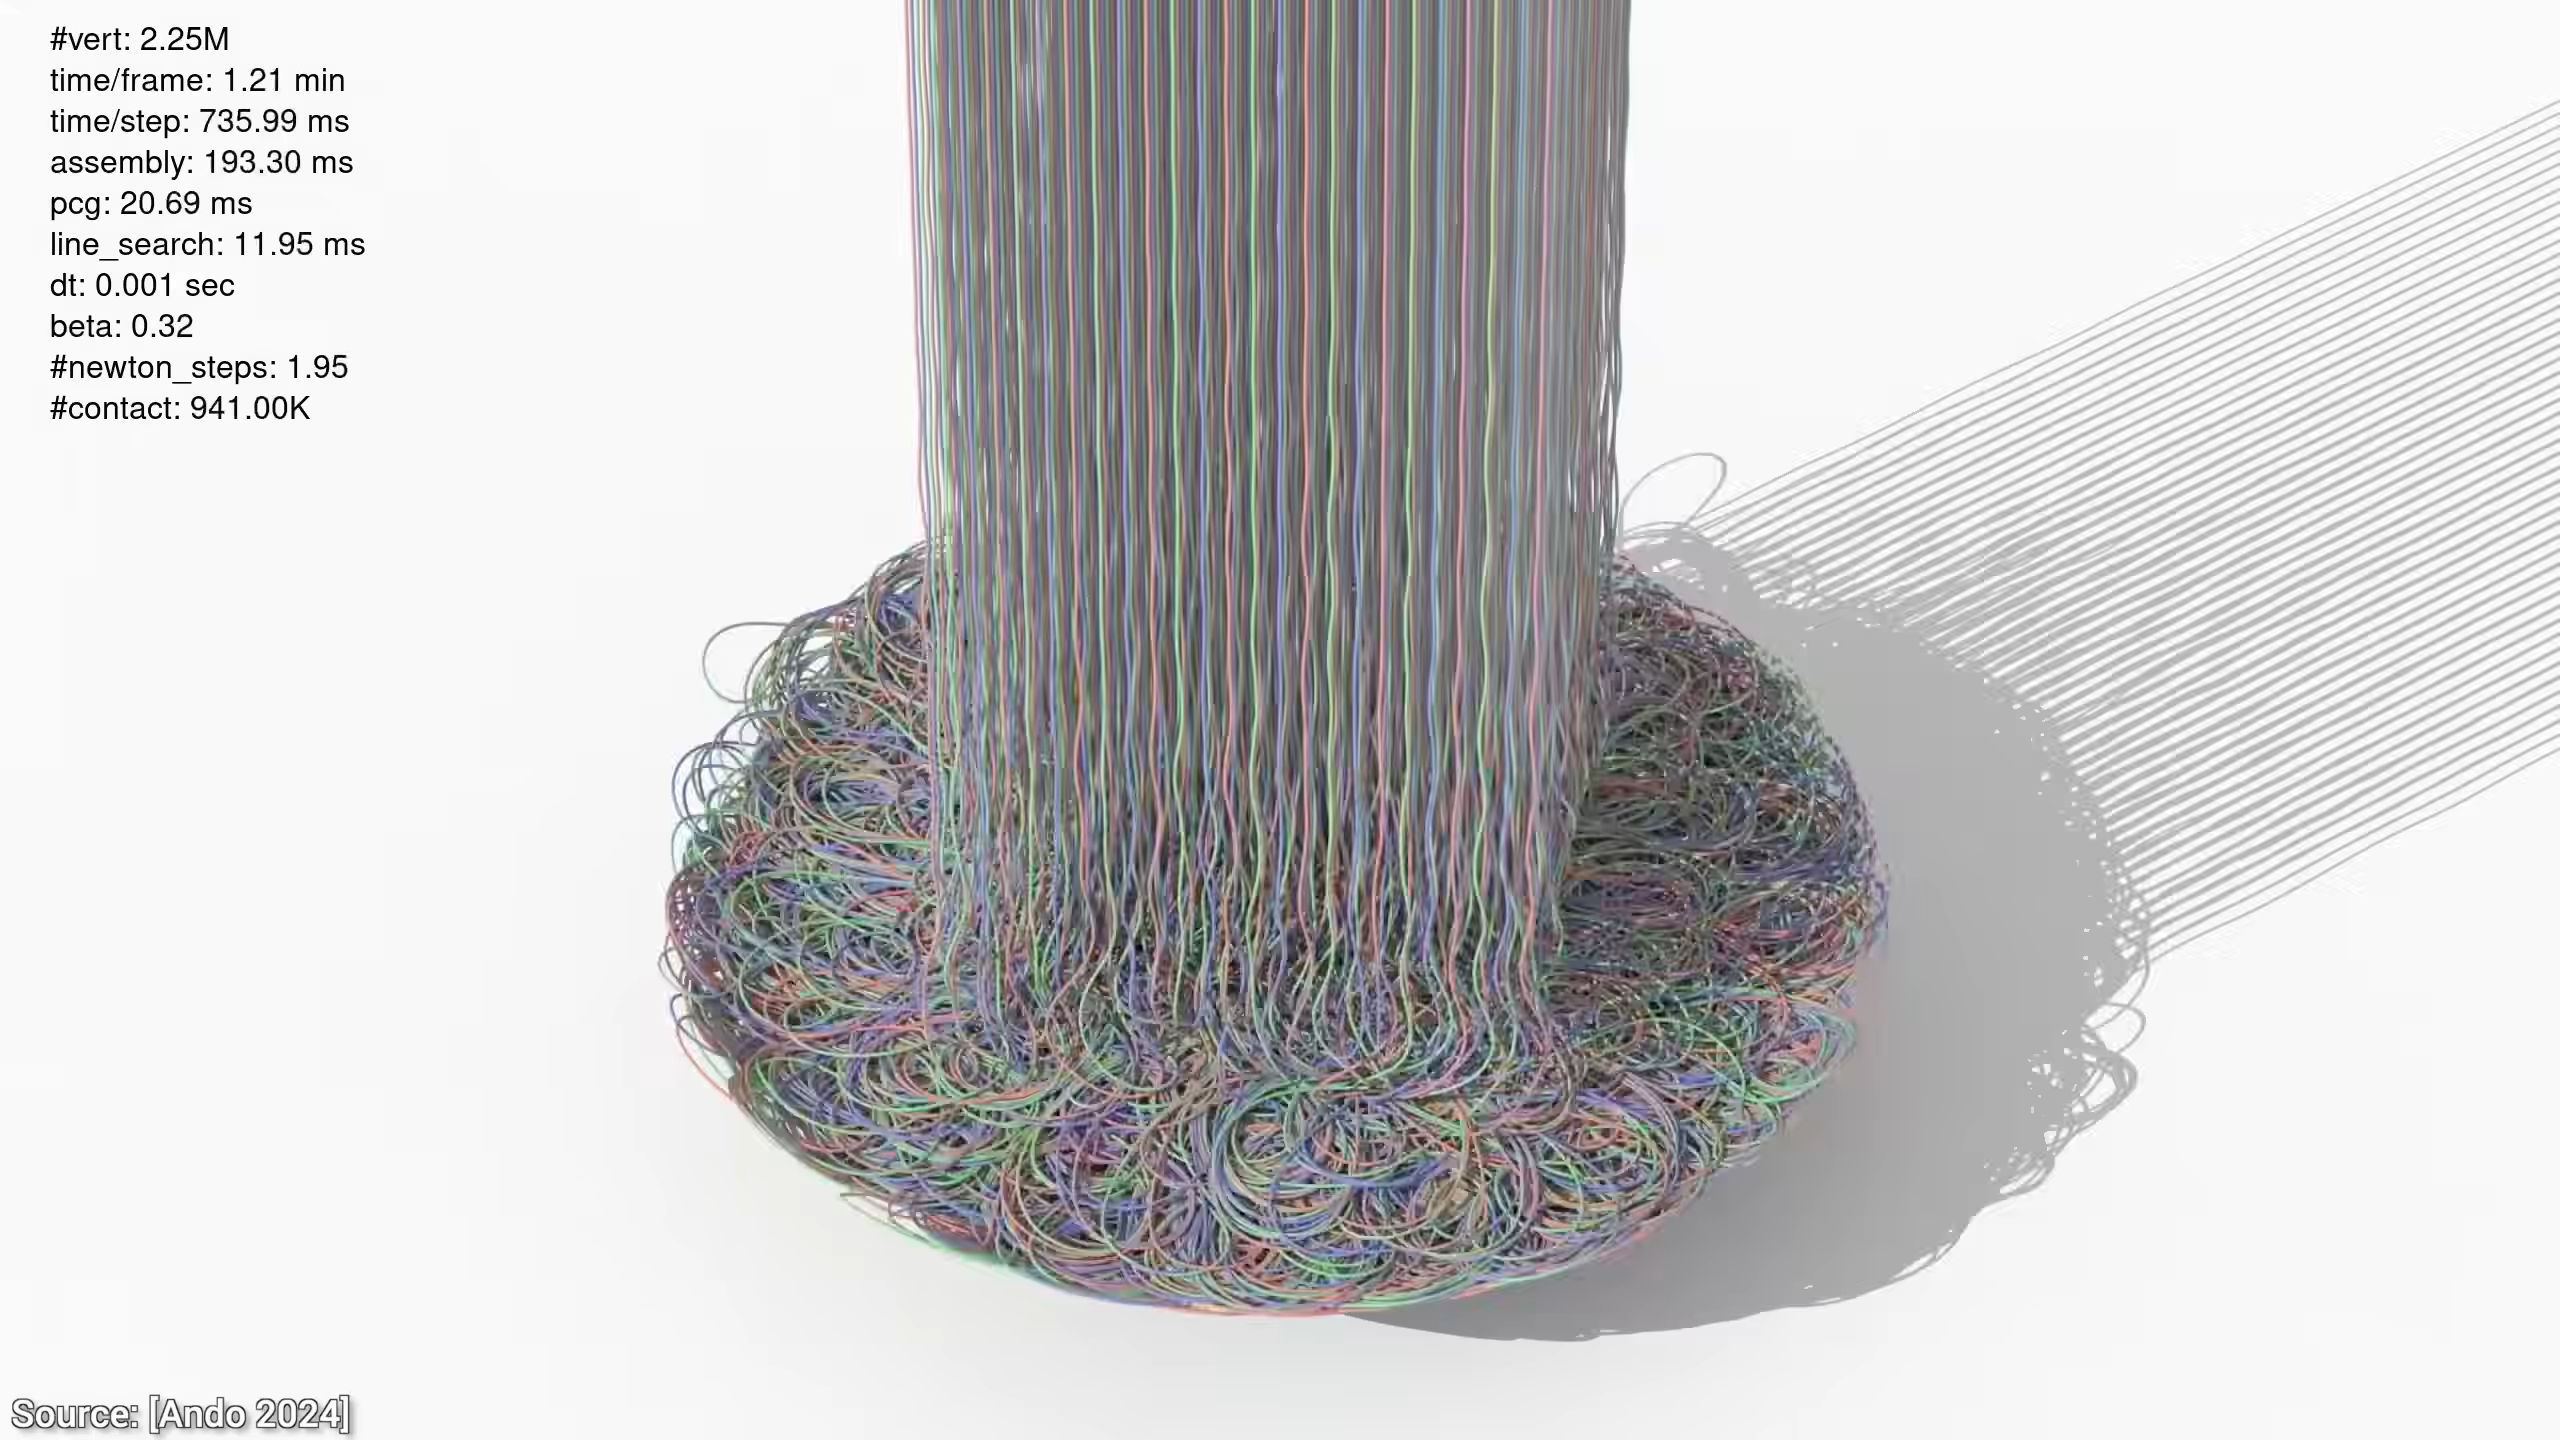 #vert: 2.25M
time/frame: 1.21 min
time/step: 735.99 ms
assembly: 193.30 ms
pcg: 20.69 ms
line_search: 11.95 ms
dt: 0.001 sec
beta: 0.32
#newton_steps: 1.95
#contact: 941.00K
Source: [Ando 2024]